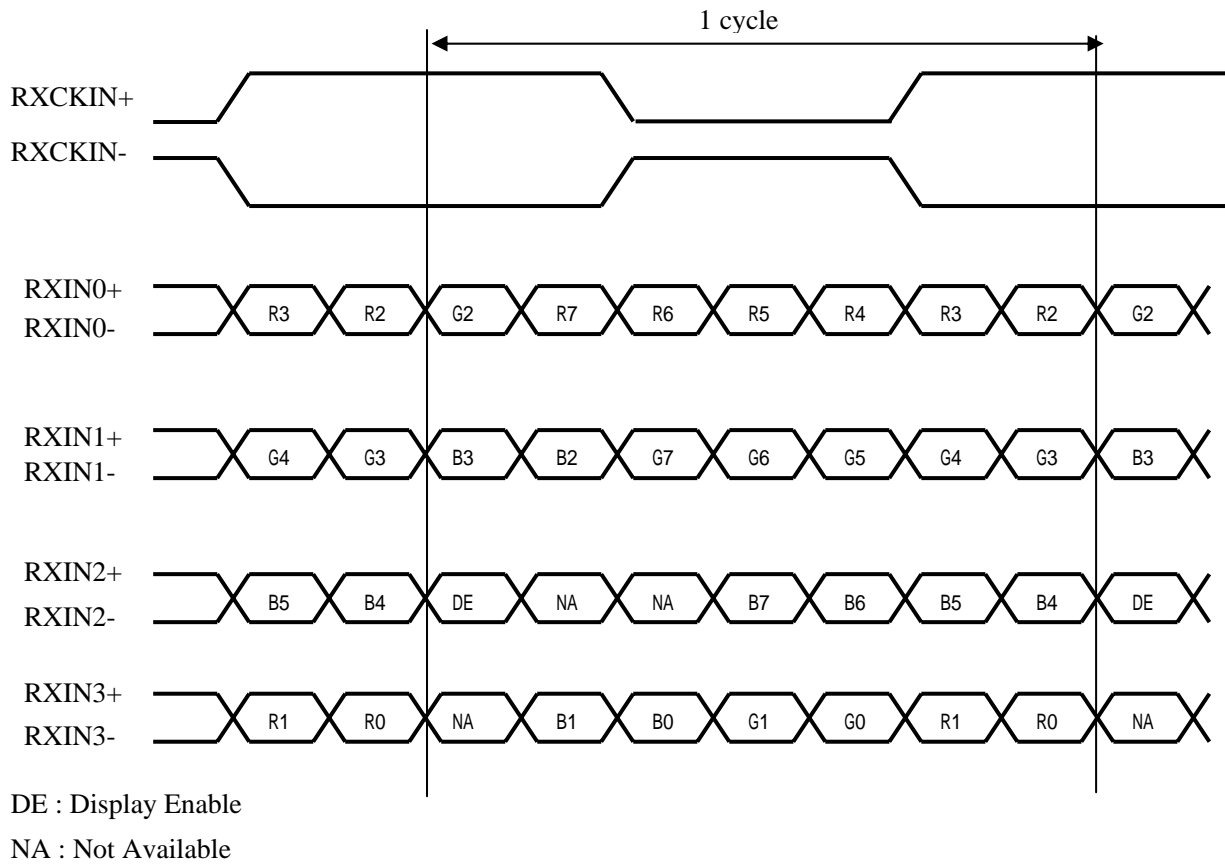 1 cycle
RXCKIN+
RXCKIN-
RXIN0+
R3 R2 G2 R7 R6 R5 R4 R3 R2 G2
RXIN0-
RXIN1+
G4 G3 B3 B2 G7 G6 G5 G4 G3 B3
RXIN1-
RXIN2+
B5 B4 DE NA NA B7 B6 B5 B4 DE
RXIN2-
RXIN3+
R1 R0 NA B1 B0 G1 G0 R1 R0 NA
RXIN3-
DE : Display Enable
NA : Not Available